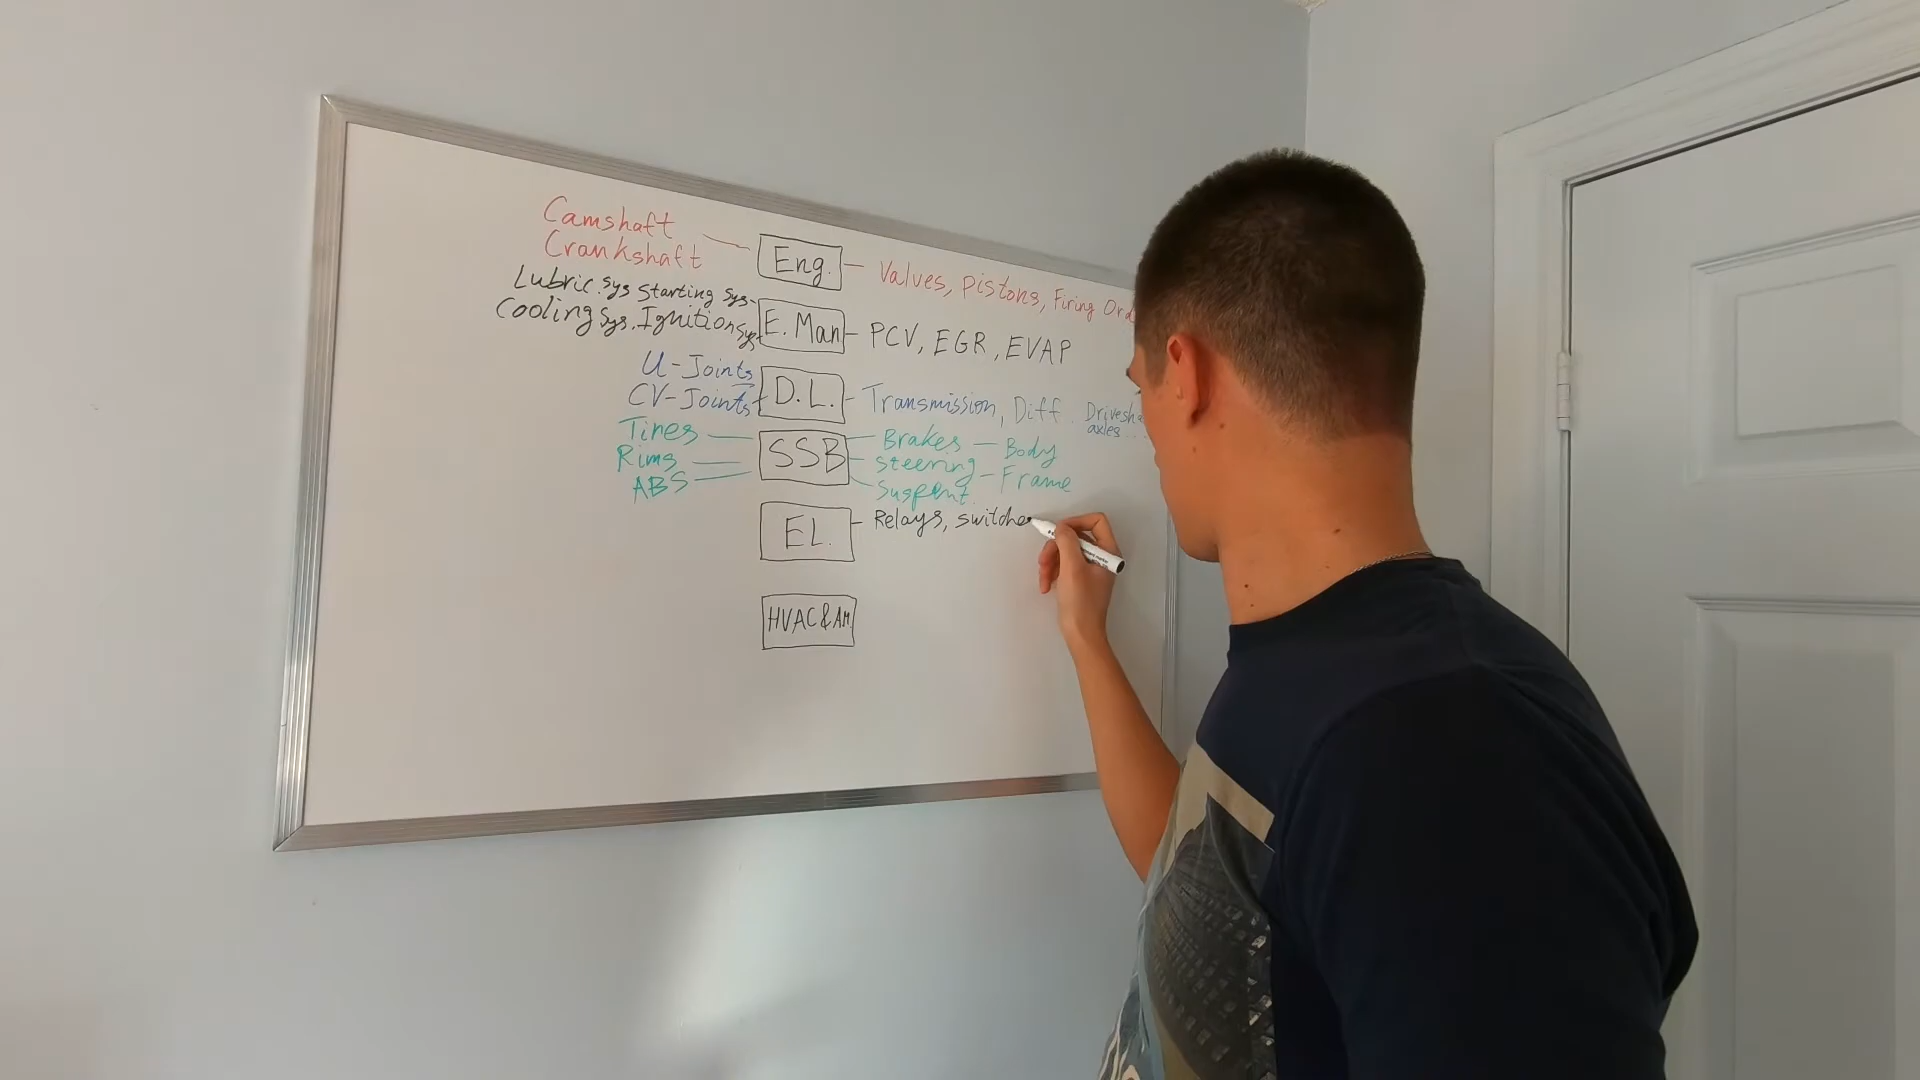 Camshaft
Crankshaft
Eng.
Valves, pistons, Firing Ord
Lubric. sys Starting sys.
Cooling sys. Ignition sys
E. Man
PCV, EGR, EVAP
U-Joints
CV-Joints
D.L.
Transmission, Diff. Drivesha
axles...
Tires
Rims
ABS
SSB
Brakes - Body
Steering - Frame
Suspent.
EL.
Relays, switche
HVAC & AM.